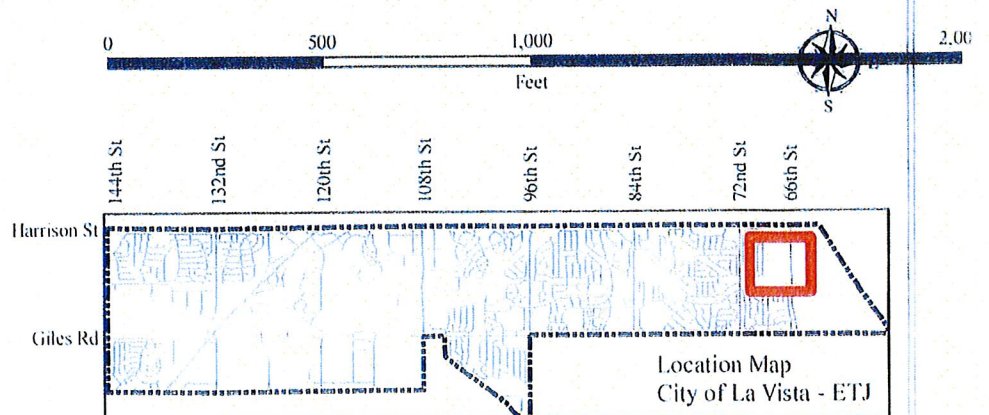 N
0 500 1,000 2,00
Feet
S
144th St
132nd St
120th St
108th St
96th St
84th St
72nd St
66th St
Harrison St
Giles Rd
Location Map
City of La Vista - ETJ